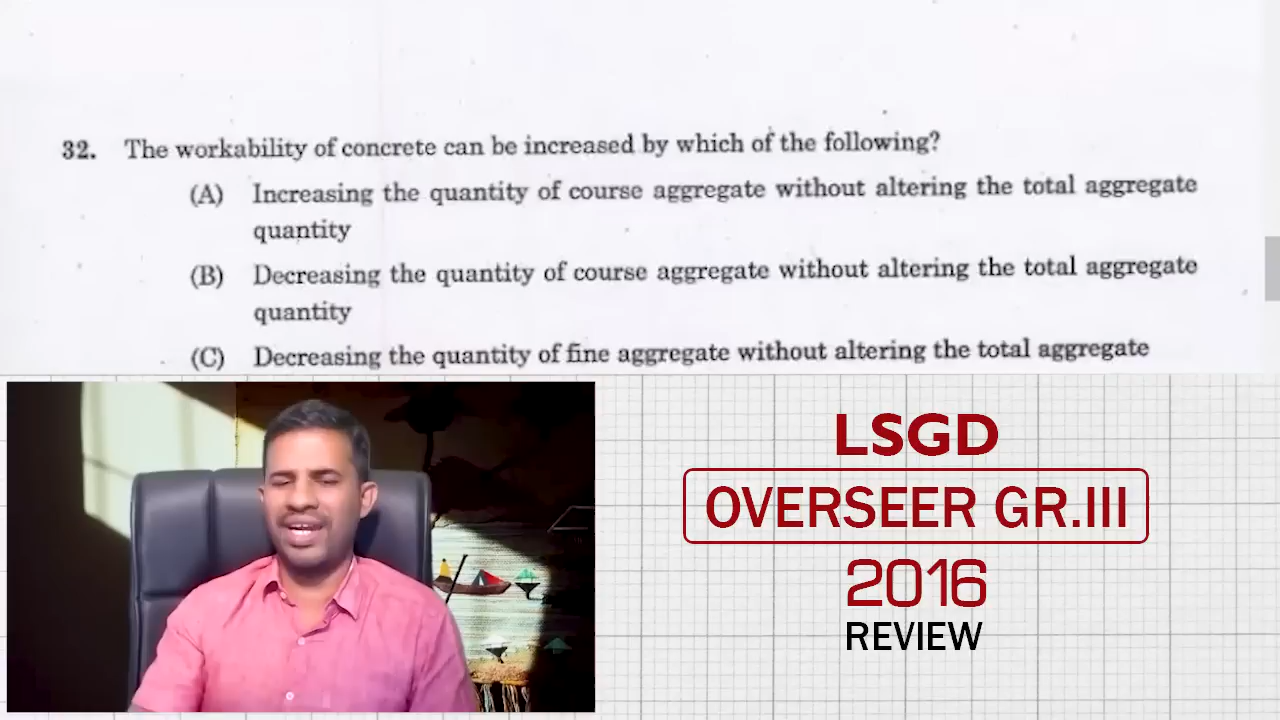 32. The workability of concrete can be increased by which of the following?
(A) Increasing the quantity of course aggregate without altering the total aggregate
quantity
(B) Decreasing the quantity of course aggregate without altering the total aggregate
quantity
(C) Decreasing the quantity of fine aggregate without altering the total aggregate
LSGD
OVERSEER GR.III
2016
REVIEW